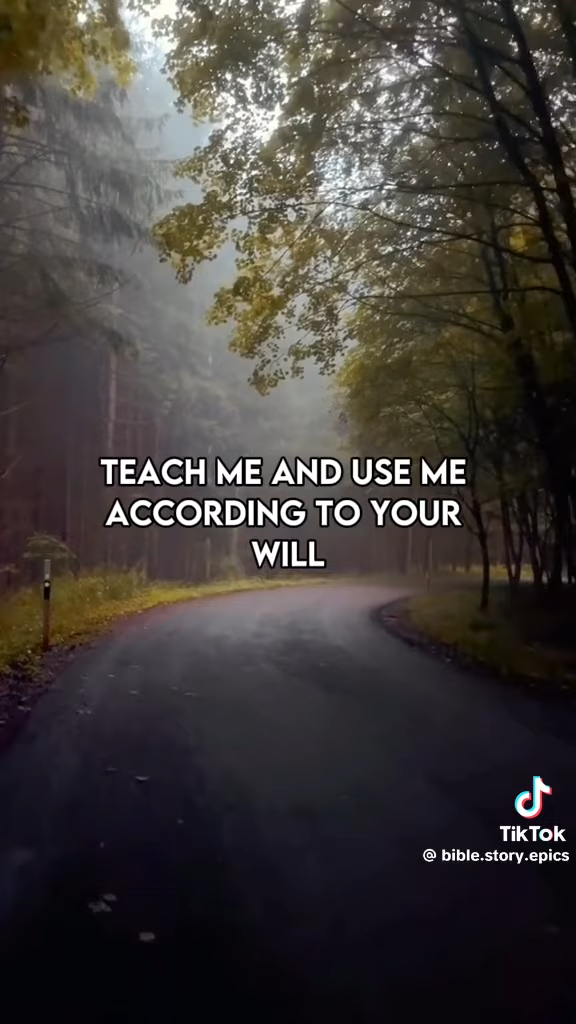 TEACH ME AND USE ME
ACCORDING TO YOUR
WILL
TikTok
@ bible.story.epics